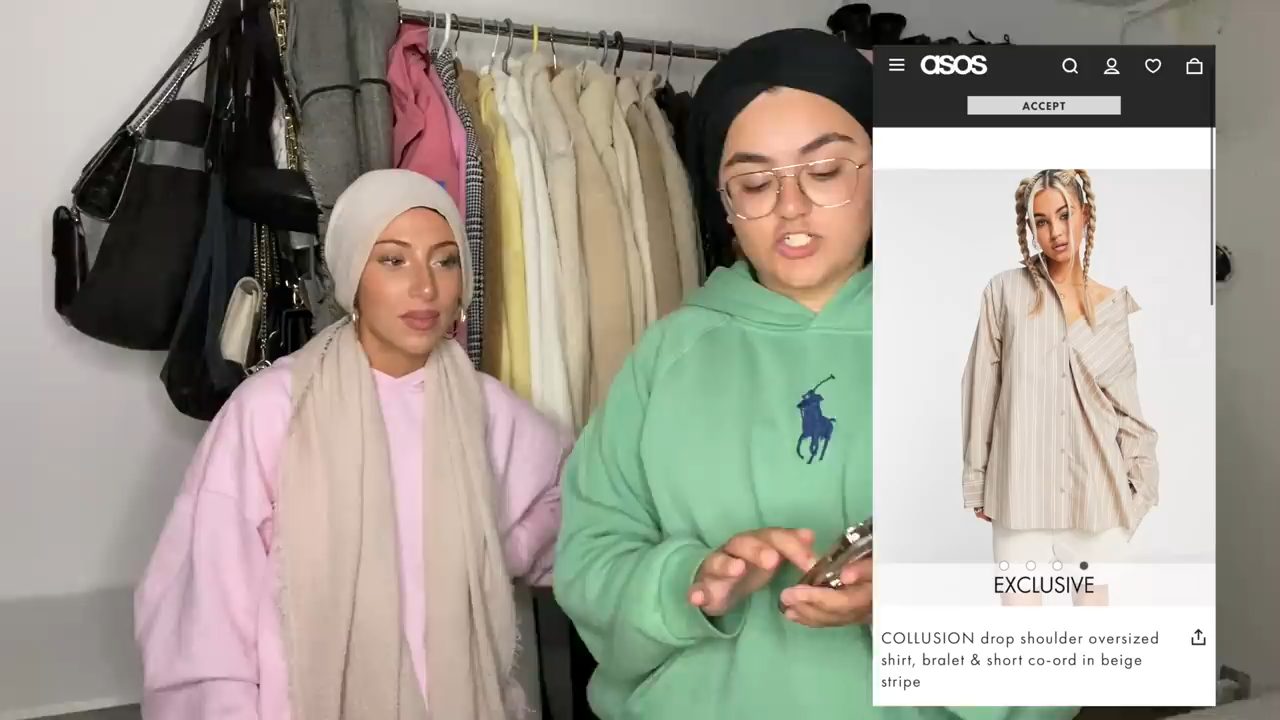 asos
ACCEPT
EXCLUSIVE
COLLUSION drop shoulder oversized
shirt, bralet & short co-ord in beige
stripe